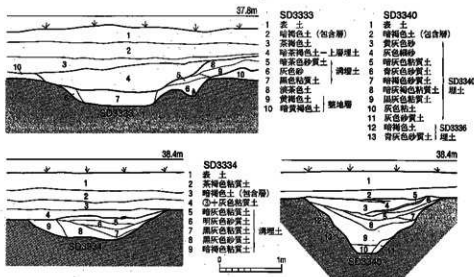 37.8m
SD3333
1 表土
2 暗褐色土(包含層)
3 茶褐色土
4 暗茶褐色土-上層埋土
5 暗茶色砂質土
6 灰色砂
7 黒色粘質土
溝埋土
8 淡茶色土
9 黄褐色土
10 暗黄褐色土
整地層
SD3340
1 表土
2 暗褐色土(包含層)
3 黄灰色砂
4 灰色細砂
5 暗灰色粘質土
6 青灰色砂質土
7 暗褐色砂質土
8 暗灰褐色粘質土
9 黒灰色粘質土
10 灰色粘土
11 灰色砂質土
SD3340
埋土
12 暗褐色土
13 青灰色砂質土
SD3336
埋土
38.4m
SD3334
1 表土
2 茶褐色粘質土
3 暗褐色土(包含層)
4 ③+灰色粘質土
5 暗灰色粘質土
6 明灰色砂質土
7 黒灰色粘質土
8 黒灰色砂質土
9 暗褐色粘質土
溝埋土
38.4m
0 1m